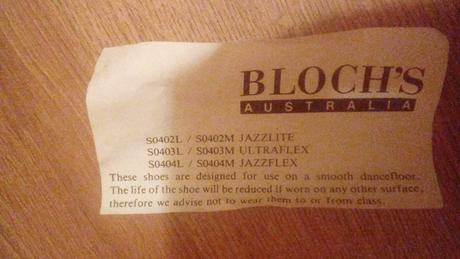 BLOCH'S
AUSTRALIA
S0402L / S0402M JAZZLITE
S0403L / S0403M ULTRAFLEX
S0404L / S0404M JAZZFLEX
These shoes are designed for use on a smooth dancefloor.
The life of the shoe will be reduced if worn on any other surface,
therefore we advise not to wear them to or from class.